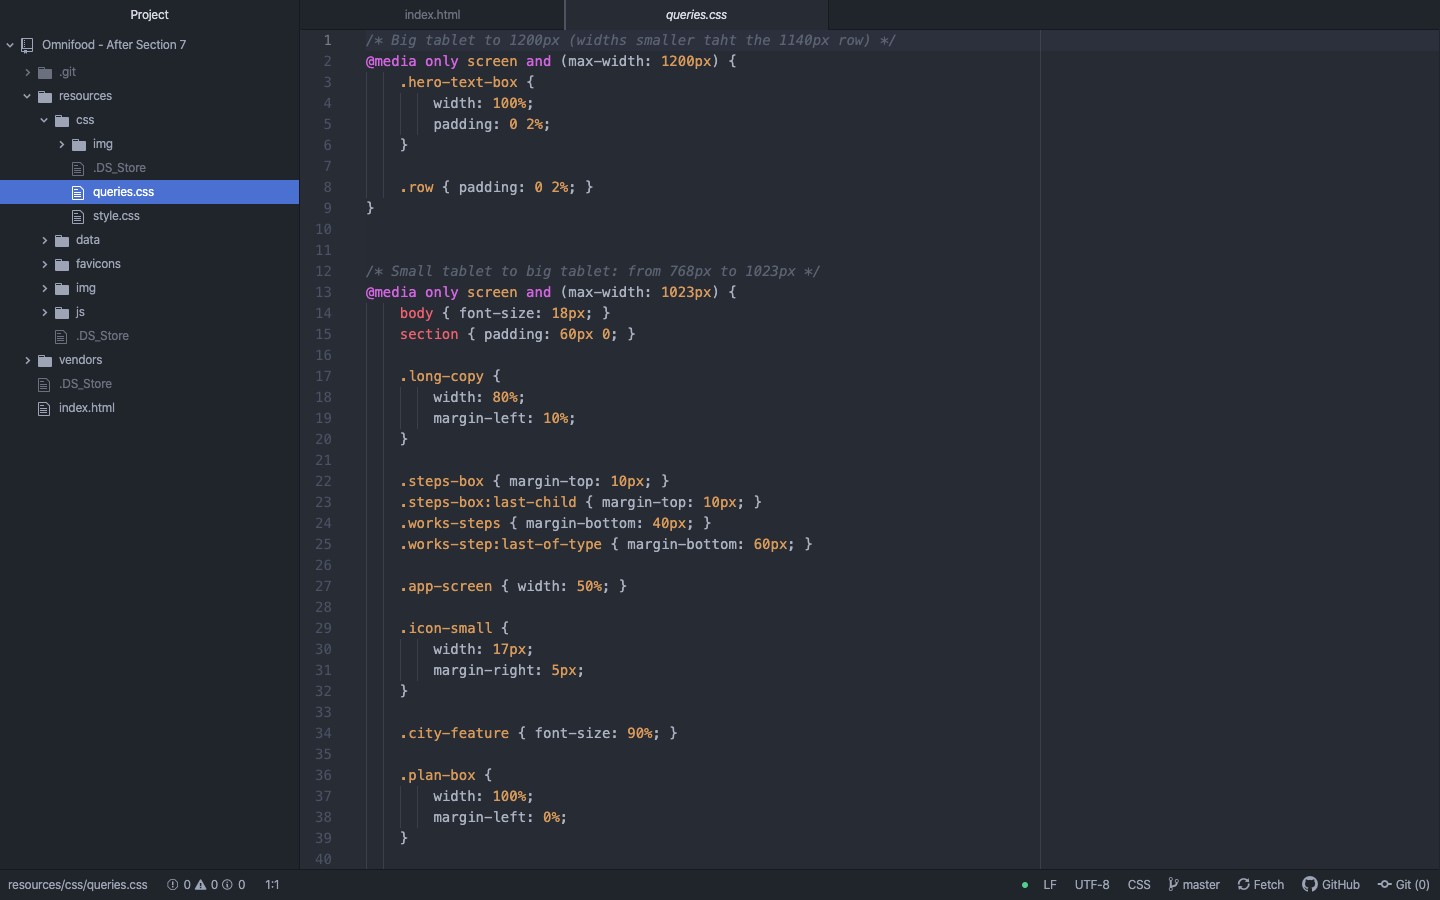 Project
Omnifood - After Section 7
.git
resources
css
img
.DS_Store
queries.css
style.css
data
favicons
img
js
.DS_Store
vendors
.DS_Store
index.html
index.html
queries.css
1 /* Big tablet to 1200px (widths smaller taht the 1140px row) */
2 @media only screen and (max-width: 1200px) {
3 .hero-text-box {
4 width: 100%;
5 padding: 0 2%;
6 }
7
8 .row { padding: 0 2%; }
9 }
10
11
12 /* Small tablet to big tablet: from 768px to 1023px */
13 @media only screen and (max-width: 1023px) {
14 body { font-size: 18px; }
15 section { padding: 60px 0; }
16
17 .long-copy {
18 width: 80%;
19 margin-left: 10%;
20 }
21
22 .steps-box { margin-top: 10px; }
23 .steps-box:last-child { margin-top: 10px; }
24 .works-steps { margin-bottom: 40px; }
25 .works-step:last-of-type { margin-bottom: 60px; }
26
27 .app-screen { width: 50%; }
28
29 .icon-small {
30 width: 17px;
31 margin-right: 5px;
32 }
33
34 .city-feature { font-size: 90%; }
35
36 .plan-box {
37 width: 100%;
38 margin-left: 0%;
39 }
40
resources/css/queries.css 0 0 0 1:1 LF UTF-8 CSS master Fetch GitHub Git (0)